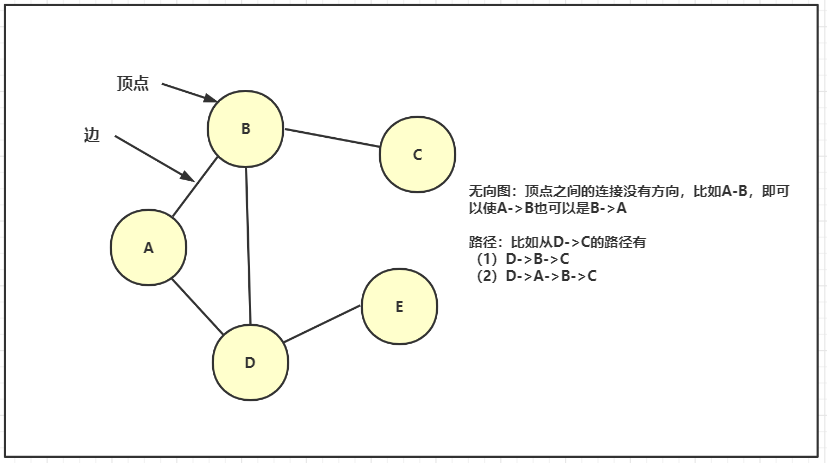 顶点
B
边
C
无向图：顶点之间的连接没有方向，比如A-B，即可
以使A->B也可以是B->A
A
路径：比如从D->C的路径有
（1）D->B->C
（2）D->A->B->C
E
D